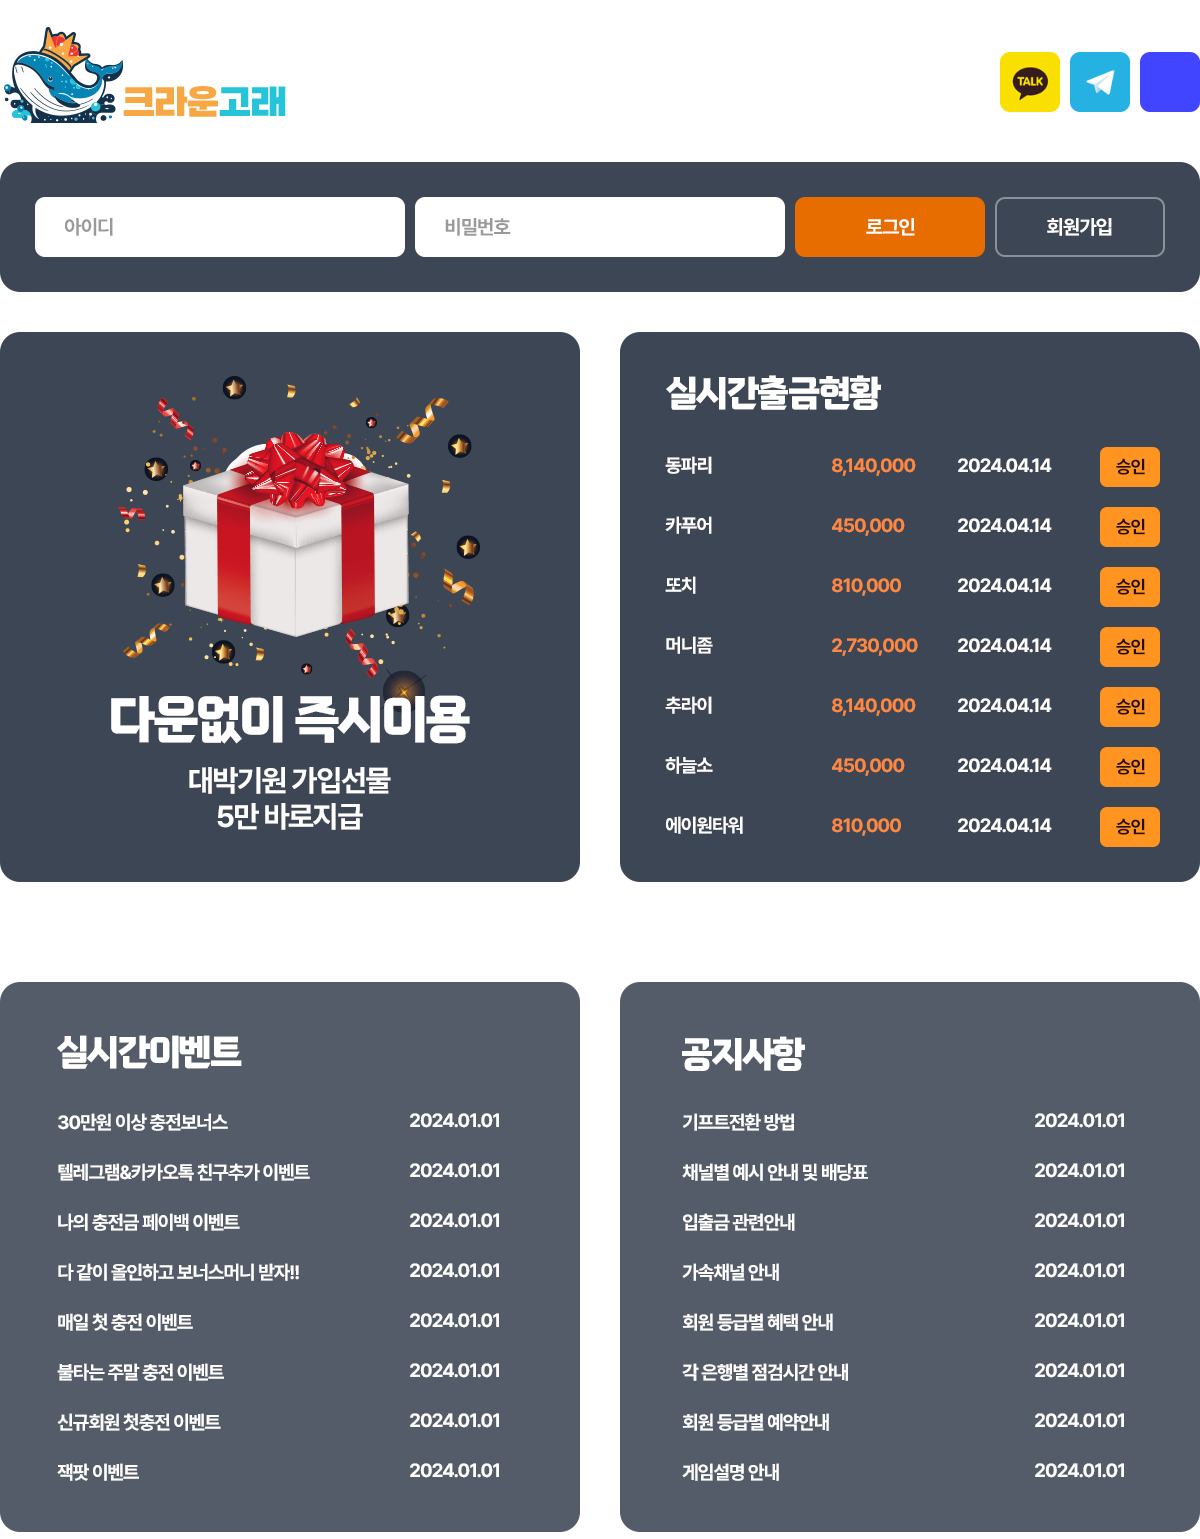 크라운고래
TALK
아이디
비밀번호
로그인
회원가입
다운없이 즉시이용
대박기원 가입선물
5만 바로지급
실시간출금현황
동파리 8,140,000 2024.04.14 승인
카푸어 450,000 2024.04.14 승인
또치 810,000 2024.04.14 승인
머니좀 2,730,000 2024.04.14 승인
추라이 8,140,000 2024.04.14 승인
하늘소 450,000 2024.04.14 승인
에이원타워 810,000 2024.04.14 승인
실시간이벤트
30만원 이상 충전보너스 2024.01.01
텔레그램&카카오톡 친구추가 이벤트 2024.01.01
나의 충전금 페이백 이벤트 2024.01.01
다 같이 올인하고 보너스머니 받자!! 2024.01.01
매일 첫 충전 이벤트 2024.01.01
불타는 주말 충전 이벤트 2024.01.01
신규회원 첫충전 이벤트 2024.01.01
잭팟 이벤트 2024.01.01
공지사항
기프트전환 방법 2024.01.01
채널별 예시 안내 및 배당표 2024.01.01
입출금 관련안내 2024.01.01
가속채널 안내 2024.01.01
회원 등급별 혜택 안내 2024.01.01
각 은행별 점검시간 안내 2024.01.01
회원 등급별 예약안내 2024.01.01
게임설명 안내 2024.01.01